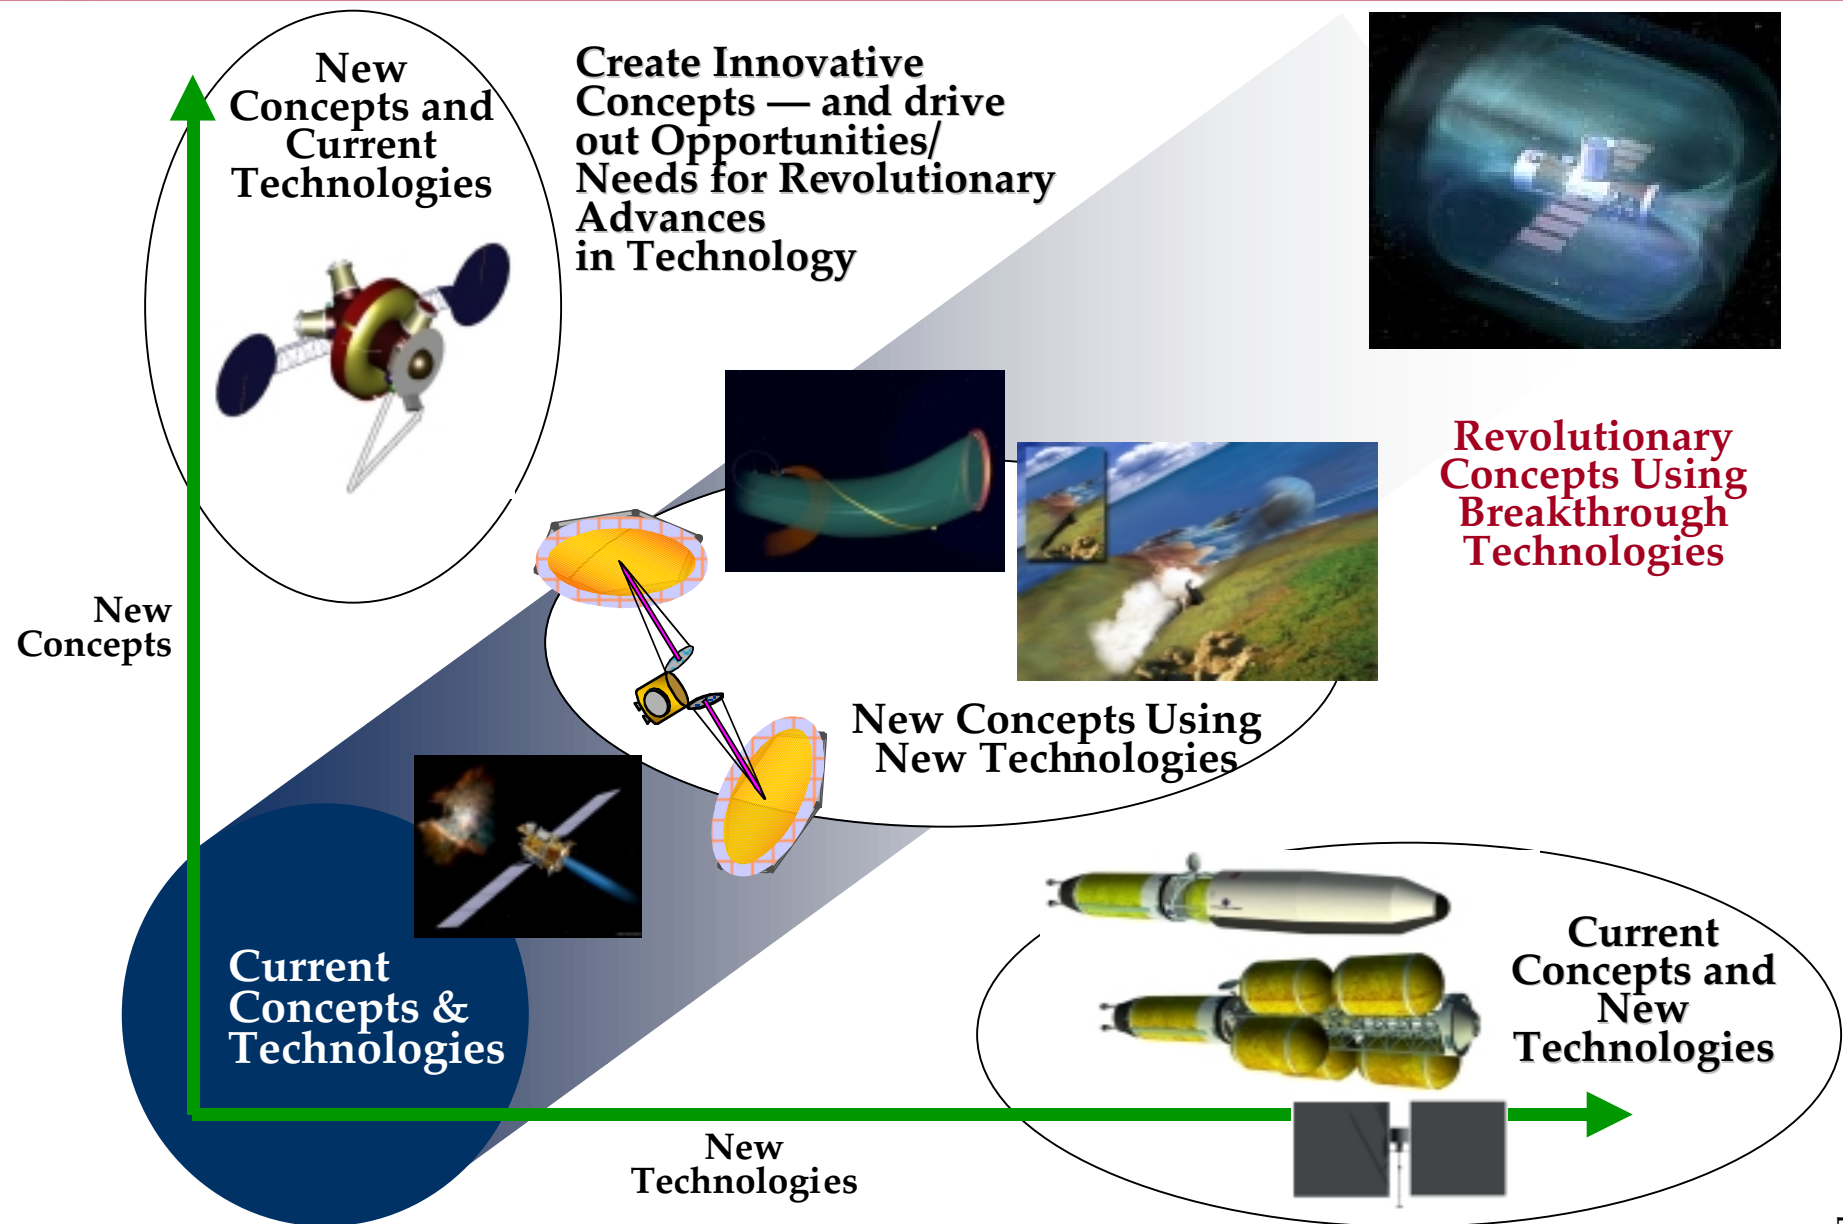 New
Concepts and
Current
Technologies
Create Innovative
Concepts — and drive
out Opportunities/
Needs for Revolutionary
Advances
in Technology
Revolutionary
Concepts Using
Breakthrough
Technologies
New
Concepts
New Concepts Using
New Technologies
Current
Concepts &
Technologies
Current
Concepts and
New
Technologies
New
Technologies